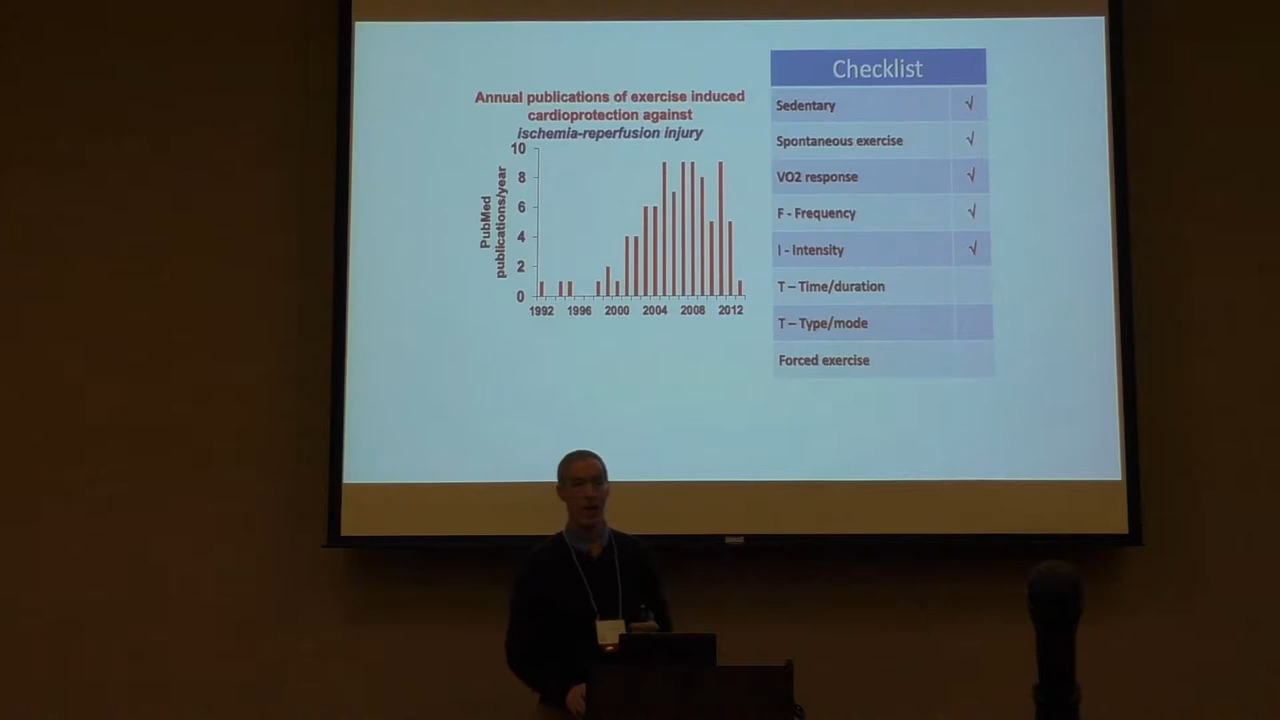 Annual publications of exercise induced
cardioprotection against
ischemia-reperfusion injury
PubMed
publications/year
10
8
6
4
2
0
1992 1996 2000 2004 2008 2012
Checklist
Sedentary √
Spontaneous exercise √
VO2 response √
F - Frequency √
I - Intensity √
T – Time/duration
T – Type/mode
Forced exercise